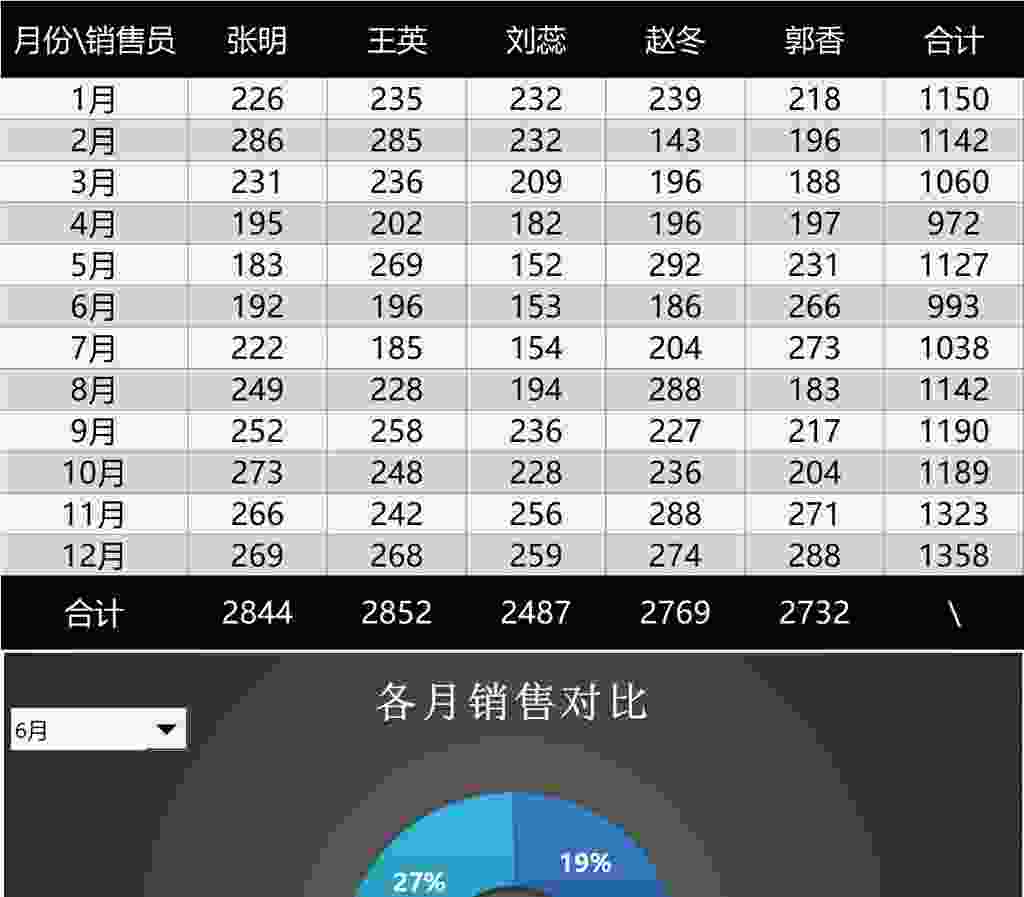 月份\销售员 张明 王英 刘蕊 赵冬 郭香 合计
1月 226 235 232 239 218 1150
2月 286 285 232 143 196 1142
3月 231 236 209 196 188 1060
4月 195 202 182 196 197 972
5月 183 269 152 292 231 1127
6月 192 196 153 186 266 993
7月 222 185 154 204 273 1038
8月 249 228 194 288 183 1142
9月 252 258 236 227 217 1190
10月 273 248 228 236 204 1189
11月 266 242 256 288 271 1323
12月 269 268 259 274 288 1358
合计 2844 2852 2487 2769 2732 \
各月销售对比
6月
19%
27%